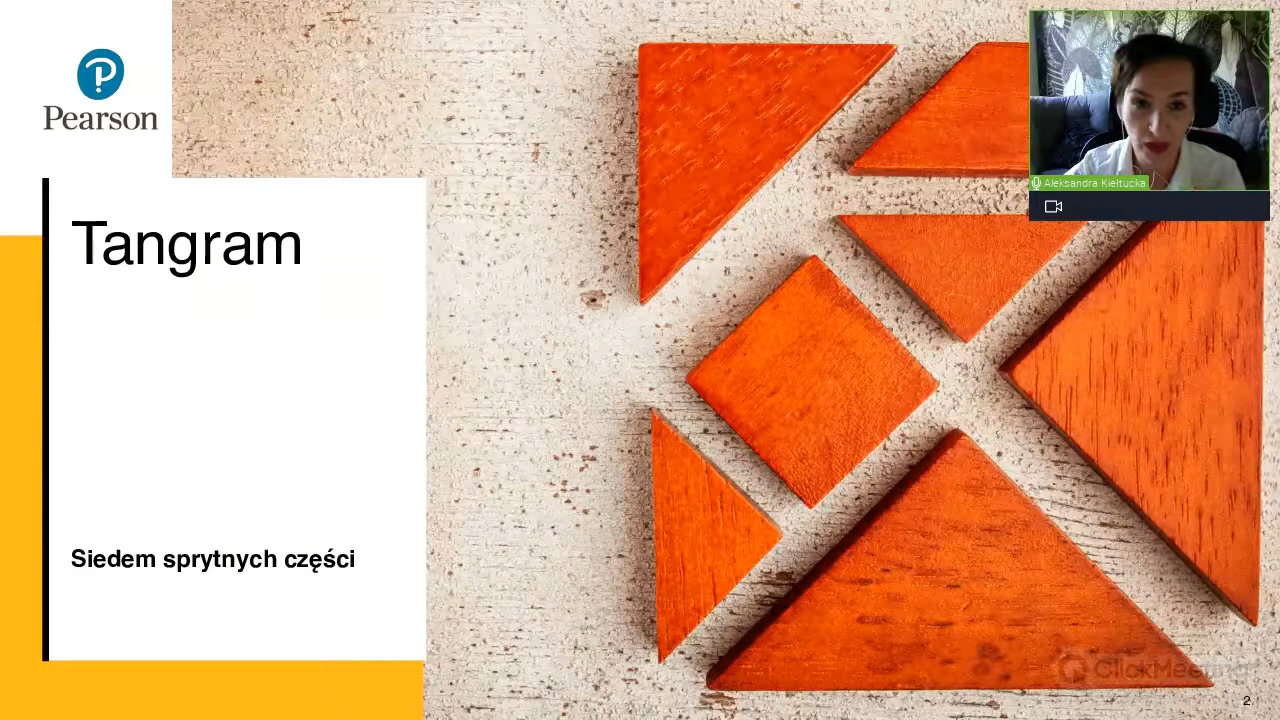 Pearson
Tangram
Siedem sprytnych części
Aleksandra Kiełtucka
ClickMeeting
2